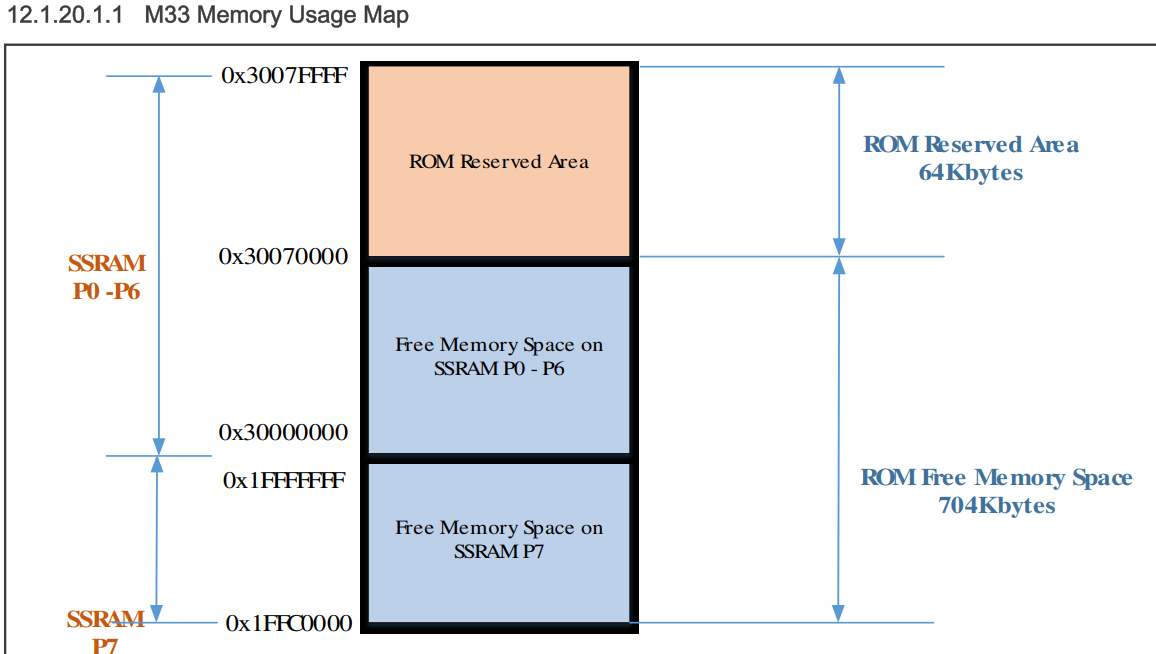 12.1.20.1.1 M33 Memory Usage Map
0x3007FFFF
ROM Reserved Area
ROM Reserved Area
64Kbytes
0x30070000
SSRAM
P0 -P6
Free Memory Space on
SSRAM P0 - P6
0x30000000
0x1FFFFFFF
ROM Free Memory Space
704Kbytes
Free Memory Space on
SSRAM P7
SSRAM
P7
0x1FFC0000